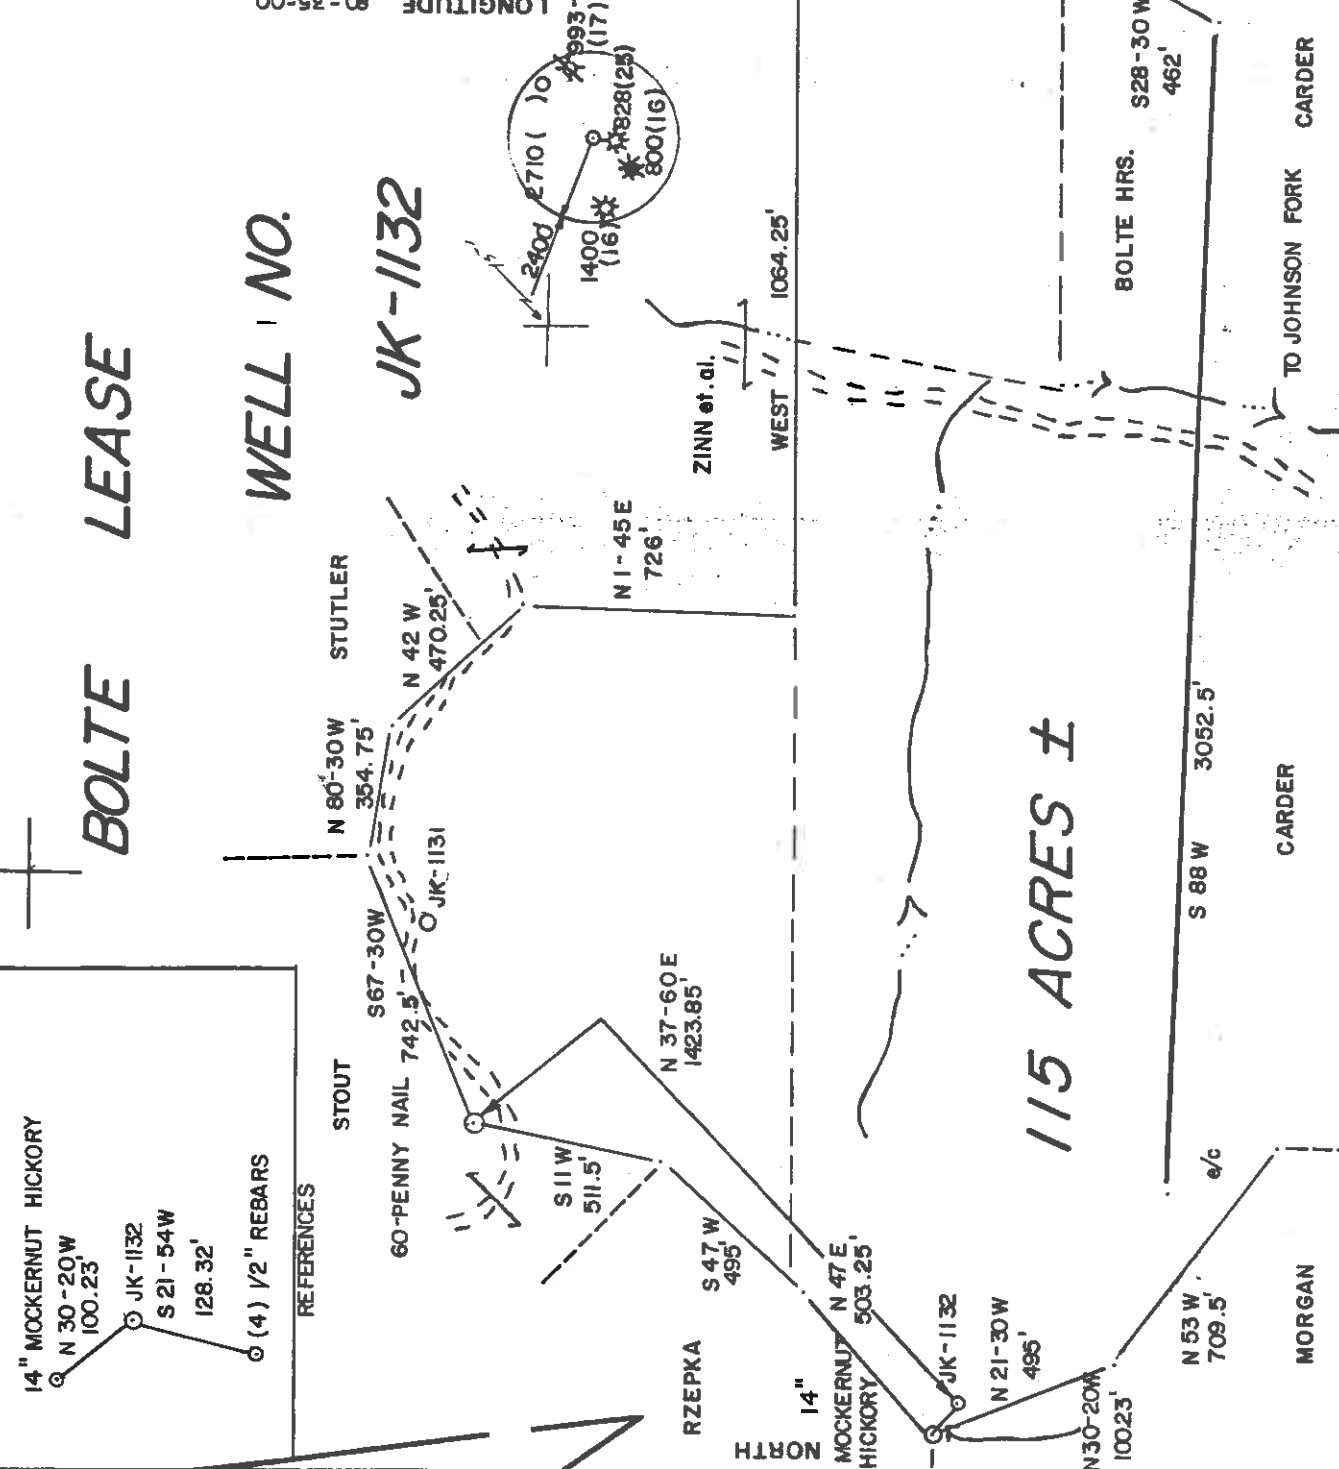 LONGITUDE 80-35-00
BOLTE LEASE
WELL NO.
JK-1132
993-
(17)
828(25)
800(16)
2710 ( )
2400
1400
(16)
ZINN et. al.
WEST 1064.25'
S28-30W
462'
CARDER
BOLTE HRS.
TO JOHNSON FORK
STUTLER
N 42 W
470.25'
N 1-45 E
726'
N 80-30W
354.75'
JK-1131
S67-30W
742.5'
60-PENNY NAIL
STOUT
N 37-60 E
1423.85'
S 11 W
511.5'
S 47 W
495'
N 47 E
503.25'
JK-1132
N 21-30W
495'
N30-20W
100.23'
14"
MOCKERNUT
HICKORY
NORTH
RZEPKA
N 53 W
709.5'
MORGAN
e/c
115 ACRES ±
S 88 W 3052.5'
CARDER
14" MOCKERNUT HICKORY
N 30-20W
100.23'
JK-1132
S 21-54W
128.32'
(4) 1/2" REBARS
REFERENCES